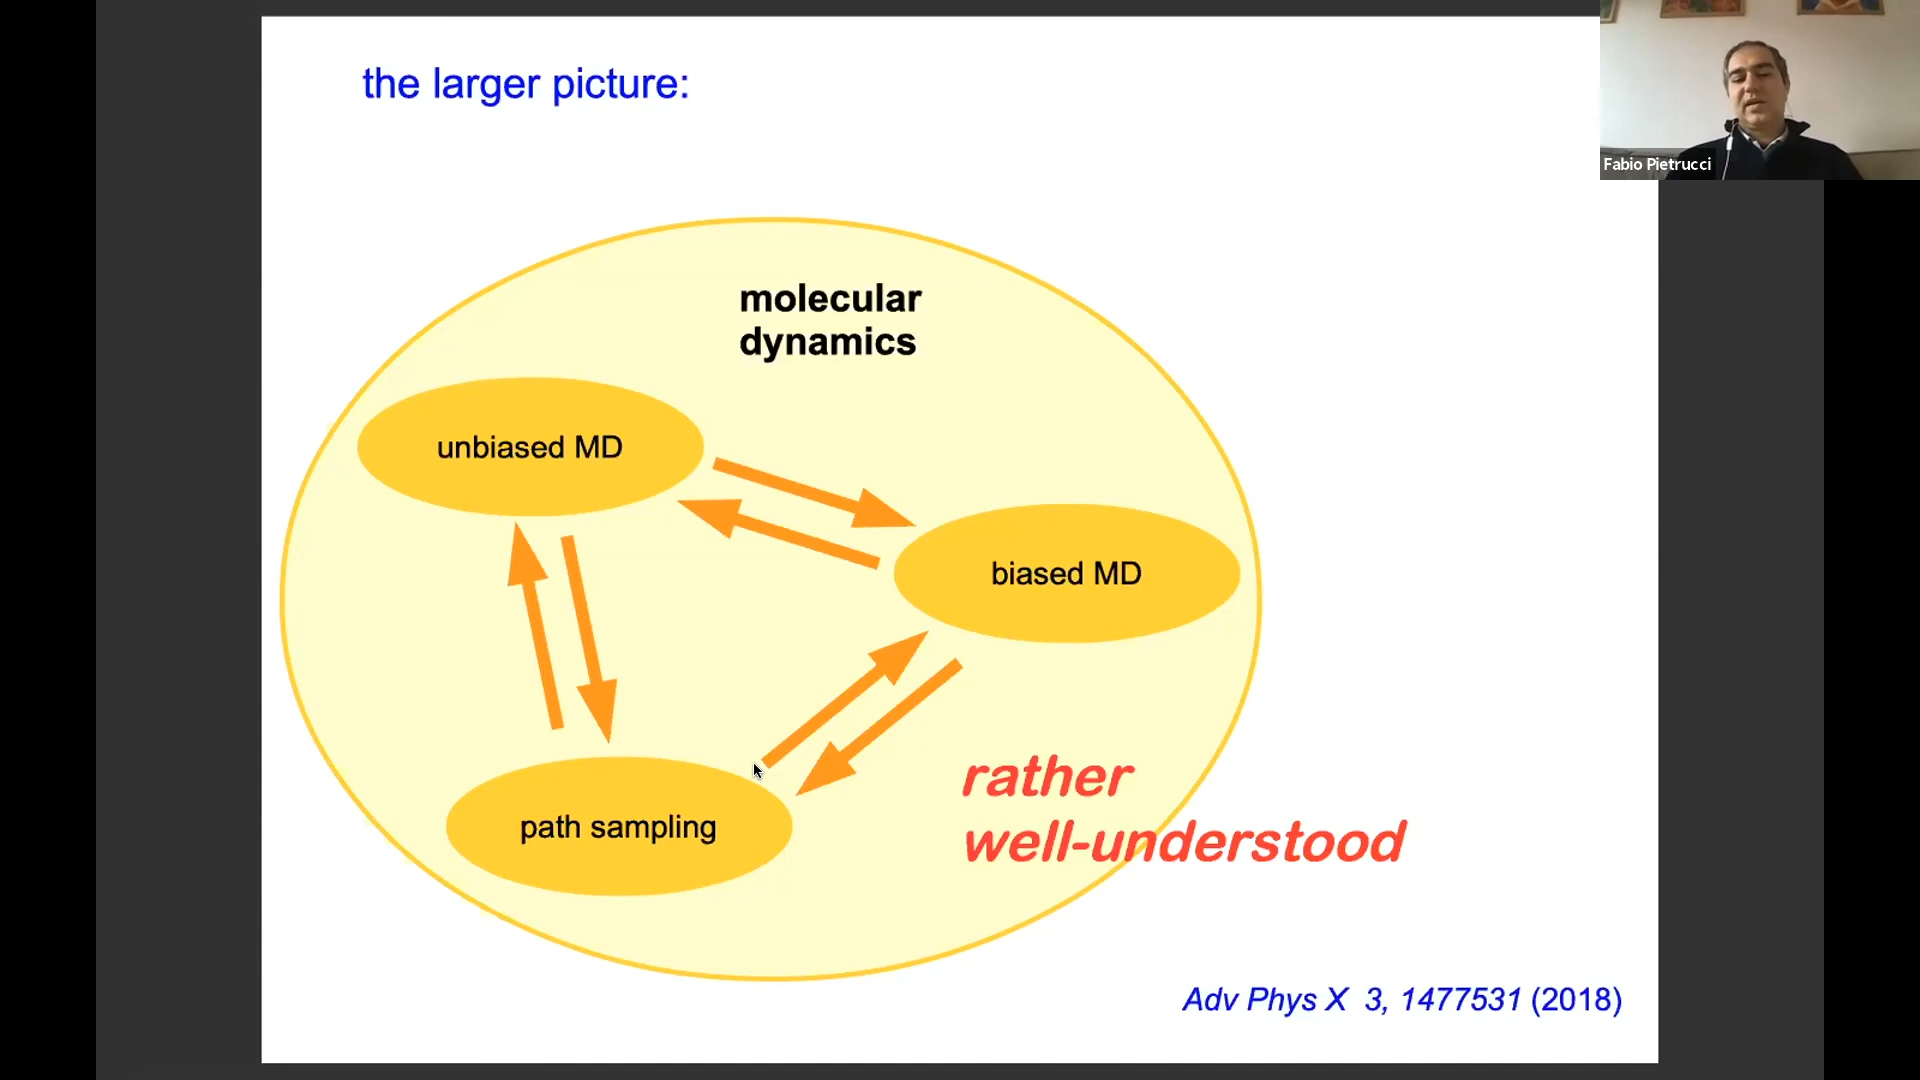 the larger picture:
Fabio Pietrucci
molecular
dynamics
unbiased MD
biased MD
path sampling
rather
well-understood
Adv Phys X 3, 1477531 (2018)